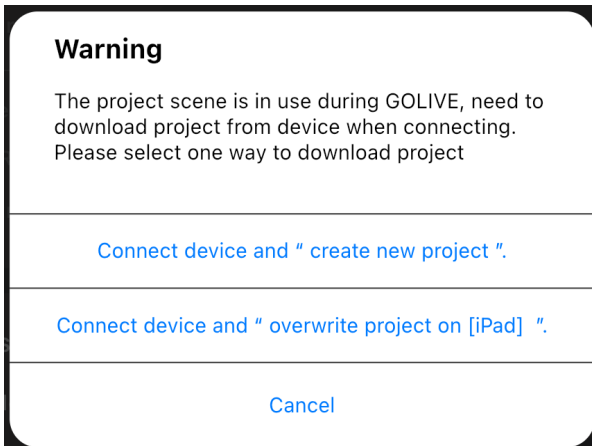 Warning
The project scene is in use during GOLIVE, need to
download project from device when connecting.
Please select one way to download project
Connect device and “ create new project ”.
Connect device and “ overwrite project on [iPad]  ”.
Cancel